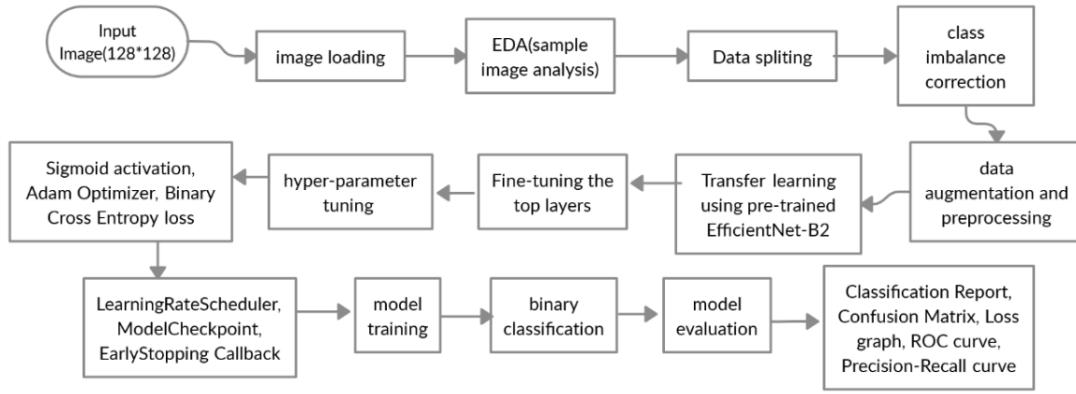 Input
Image(128*128)
image loading
EDA(sample
image analysis)
Data spliting
class
imbalance
correction
data
augmentation and
preprocessing
Transfer learning
using pre-trained
EfficientNet-B2
Fine-tuning the
top layers
hyper-parameter
tuning
Sigmoid activation,
Adam Optimizer, Binary
Cross Entropy loss
LearningRateScheduler,
ModelCheckpoint,
EarlyStopping Callback
model
training
binary
classification
model
evaluation
Classification Report,
Confusion Matrix, Loss
graph, ROC curve,
Precision-Recall curve